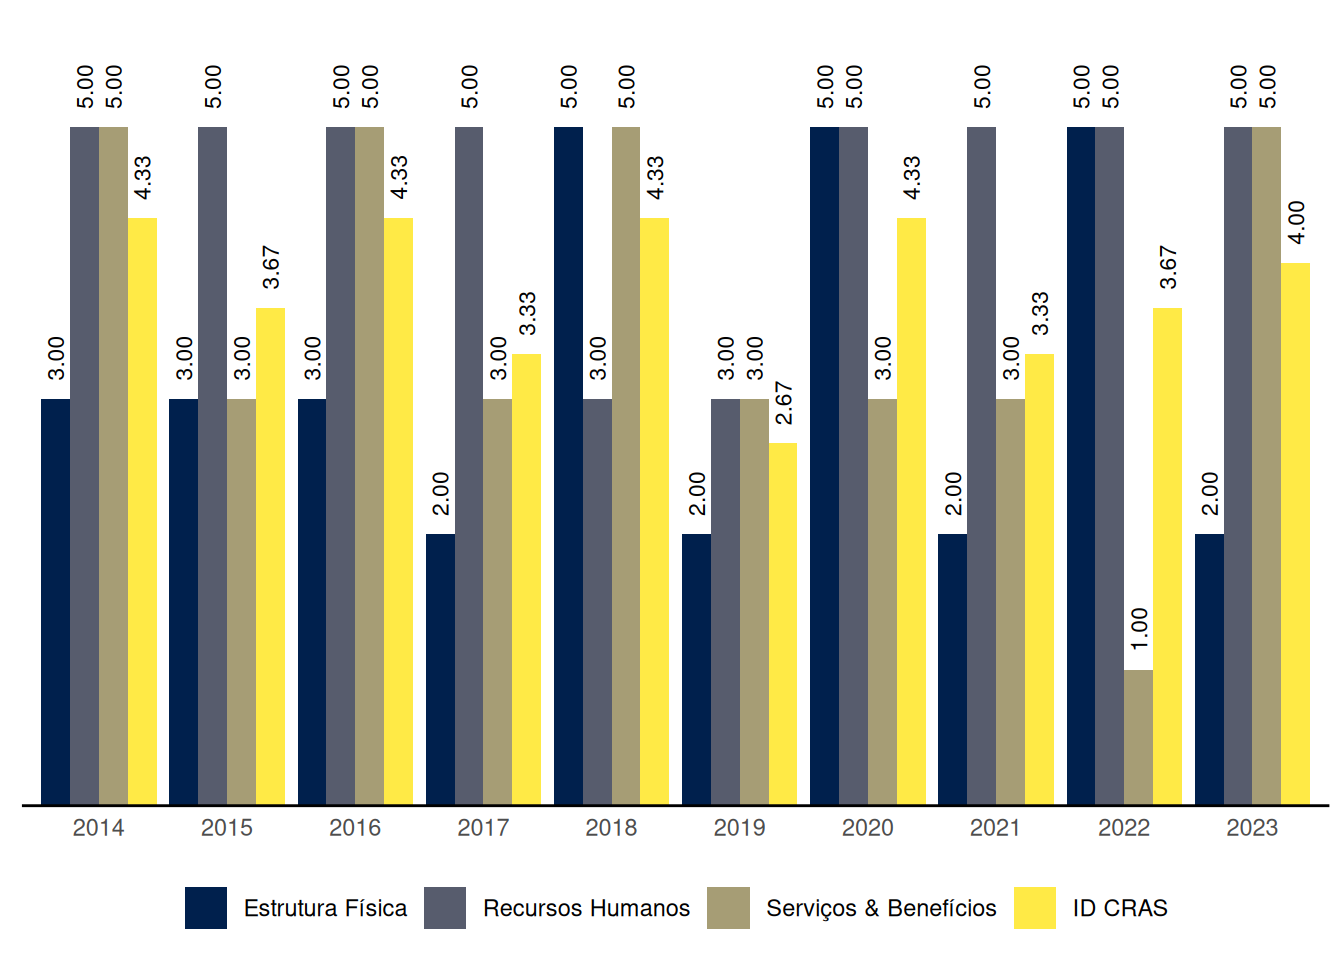 5.00 5.00 5.00 5.00 5.00 5.00 5.00 5.00 5.00 5.00 5.00 5.00 5.00 5.00 5.00
4.33 4.33 4.33 4.33
4.00
3.67 3.67
3.33 3.33
3.00 3.00 3.00 3.00 3.00 3.00 3.00 3.00 3.00 3.00
2.67
2.00 2.00 2.00 2.00
1.00
2014 2015 2016 2017 2018 2019 2020 2021 2022 2023
Estrutura Física Recursos Humanos Serviços & Benefícios ID CRAS